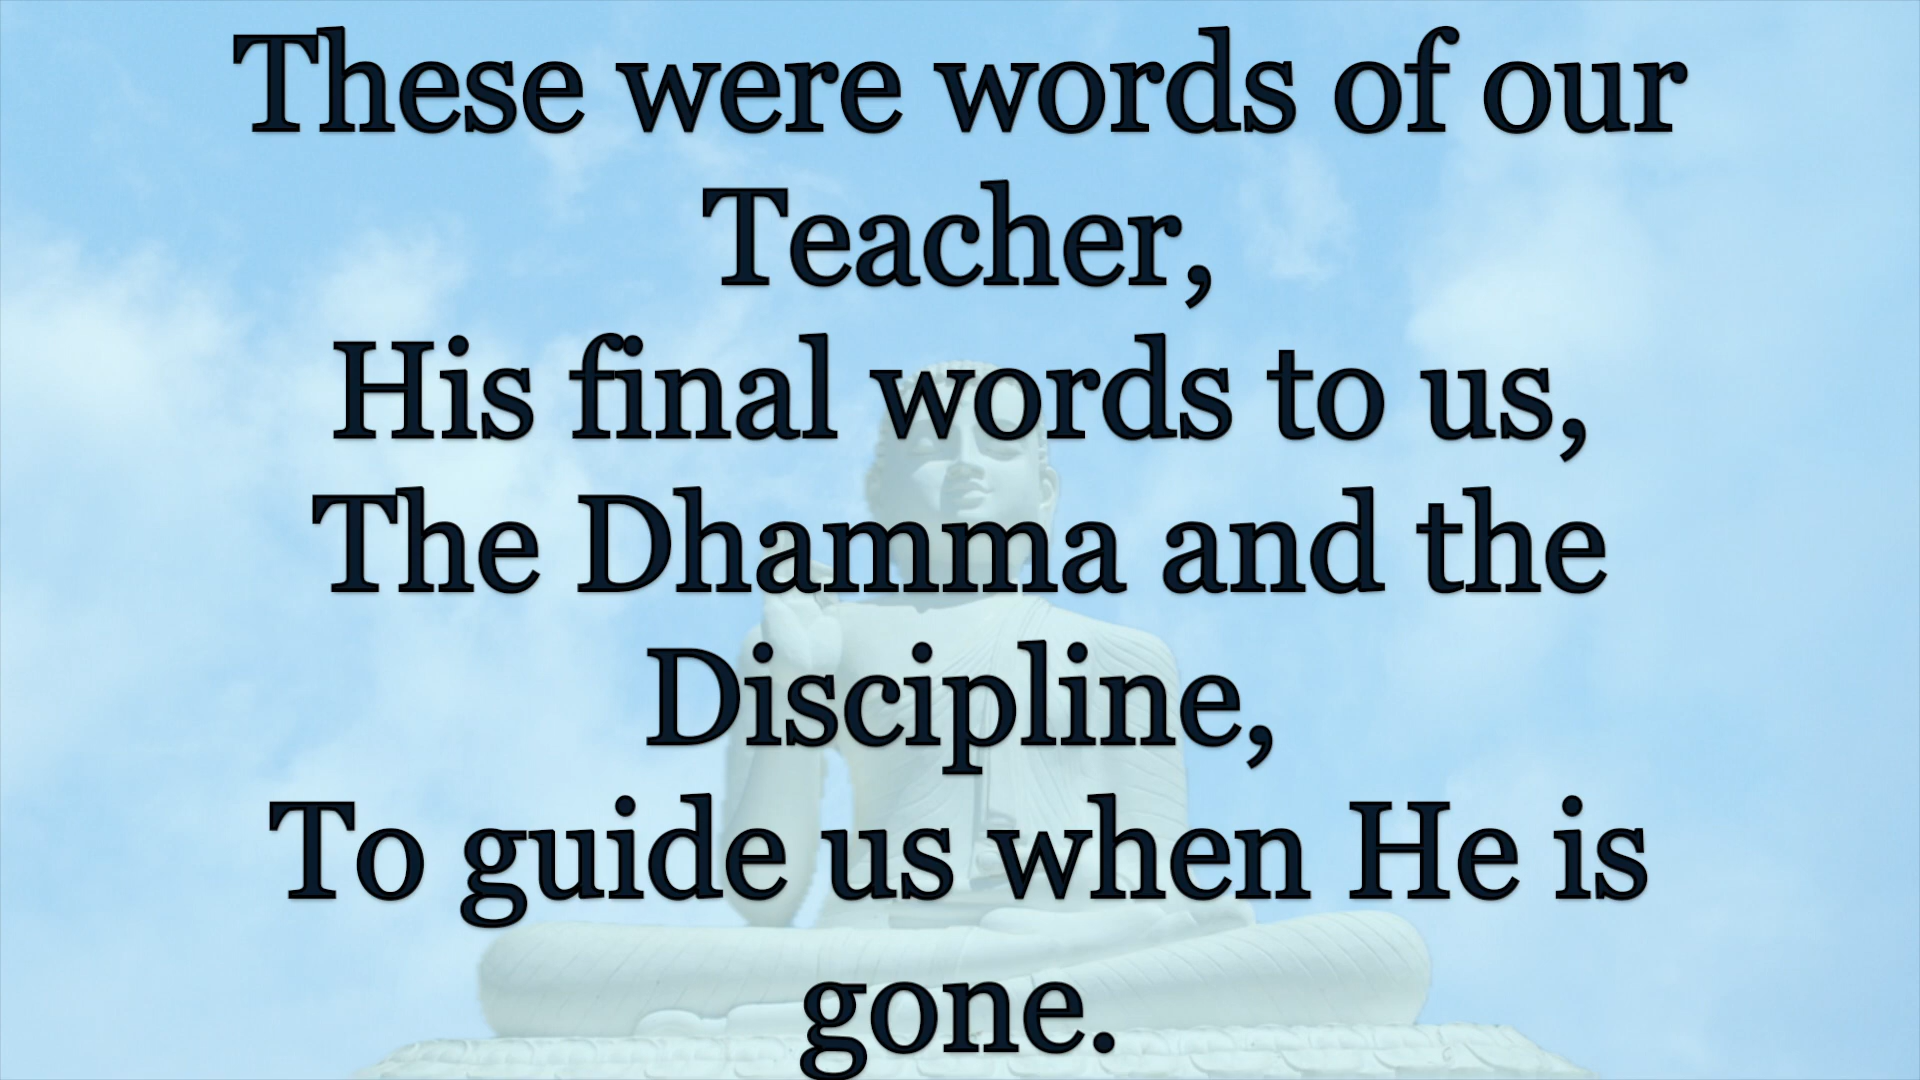 These were words of our
Teacher,
His final words to us,
The Dhamma and the
Discipline,
To guide us when He is
gone.